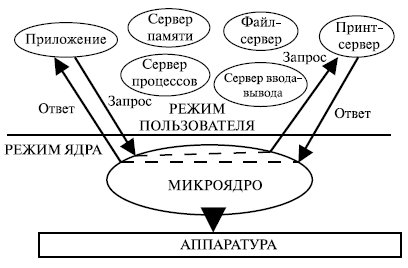 Приложение
Сервер
памяти
Файл-
сервер
Принт-
сервер
Сервер
процессов
Сервер ввода-
вывода
Запрос
Ответ
Запрос
Ответ
РЕЖИМ
ПОЛЬЗОВАТЕЛЯ
РЕЖИМ ЯДРА
МИКРОЯДРО
АППАРАТУРА